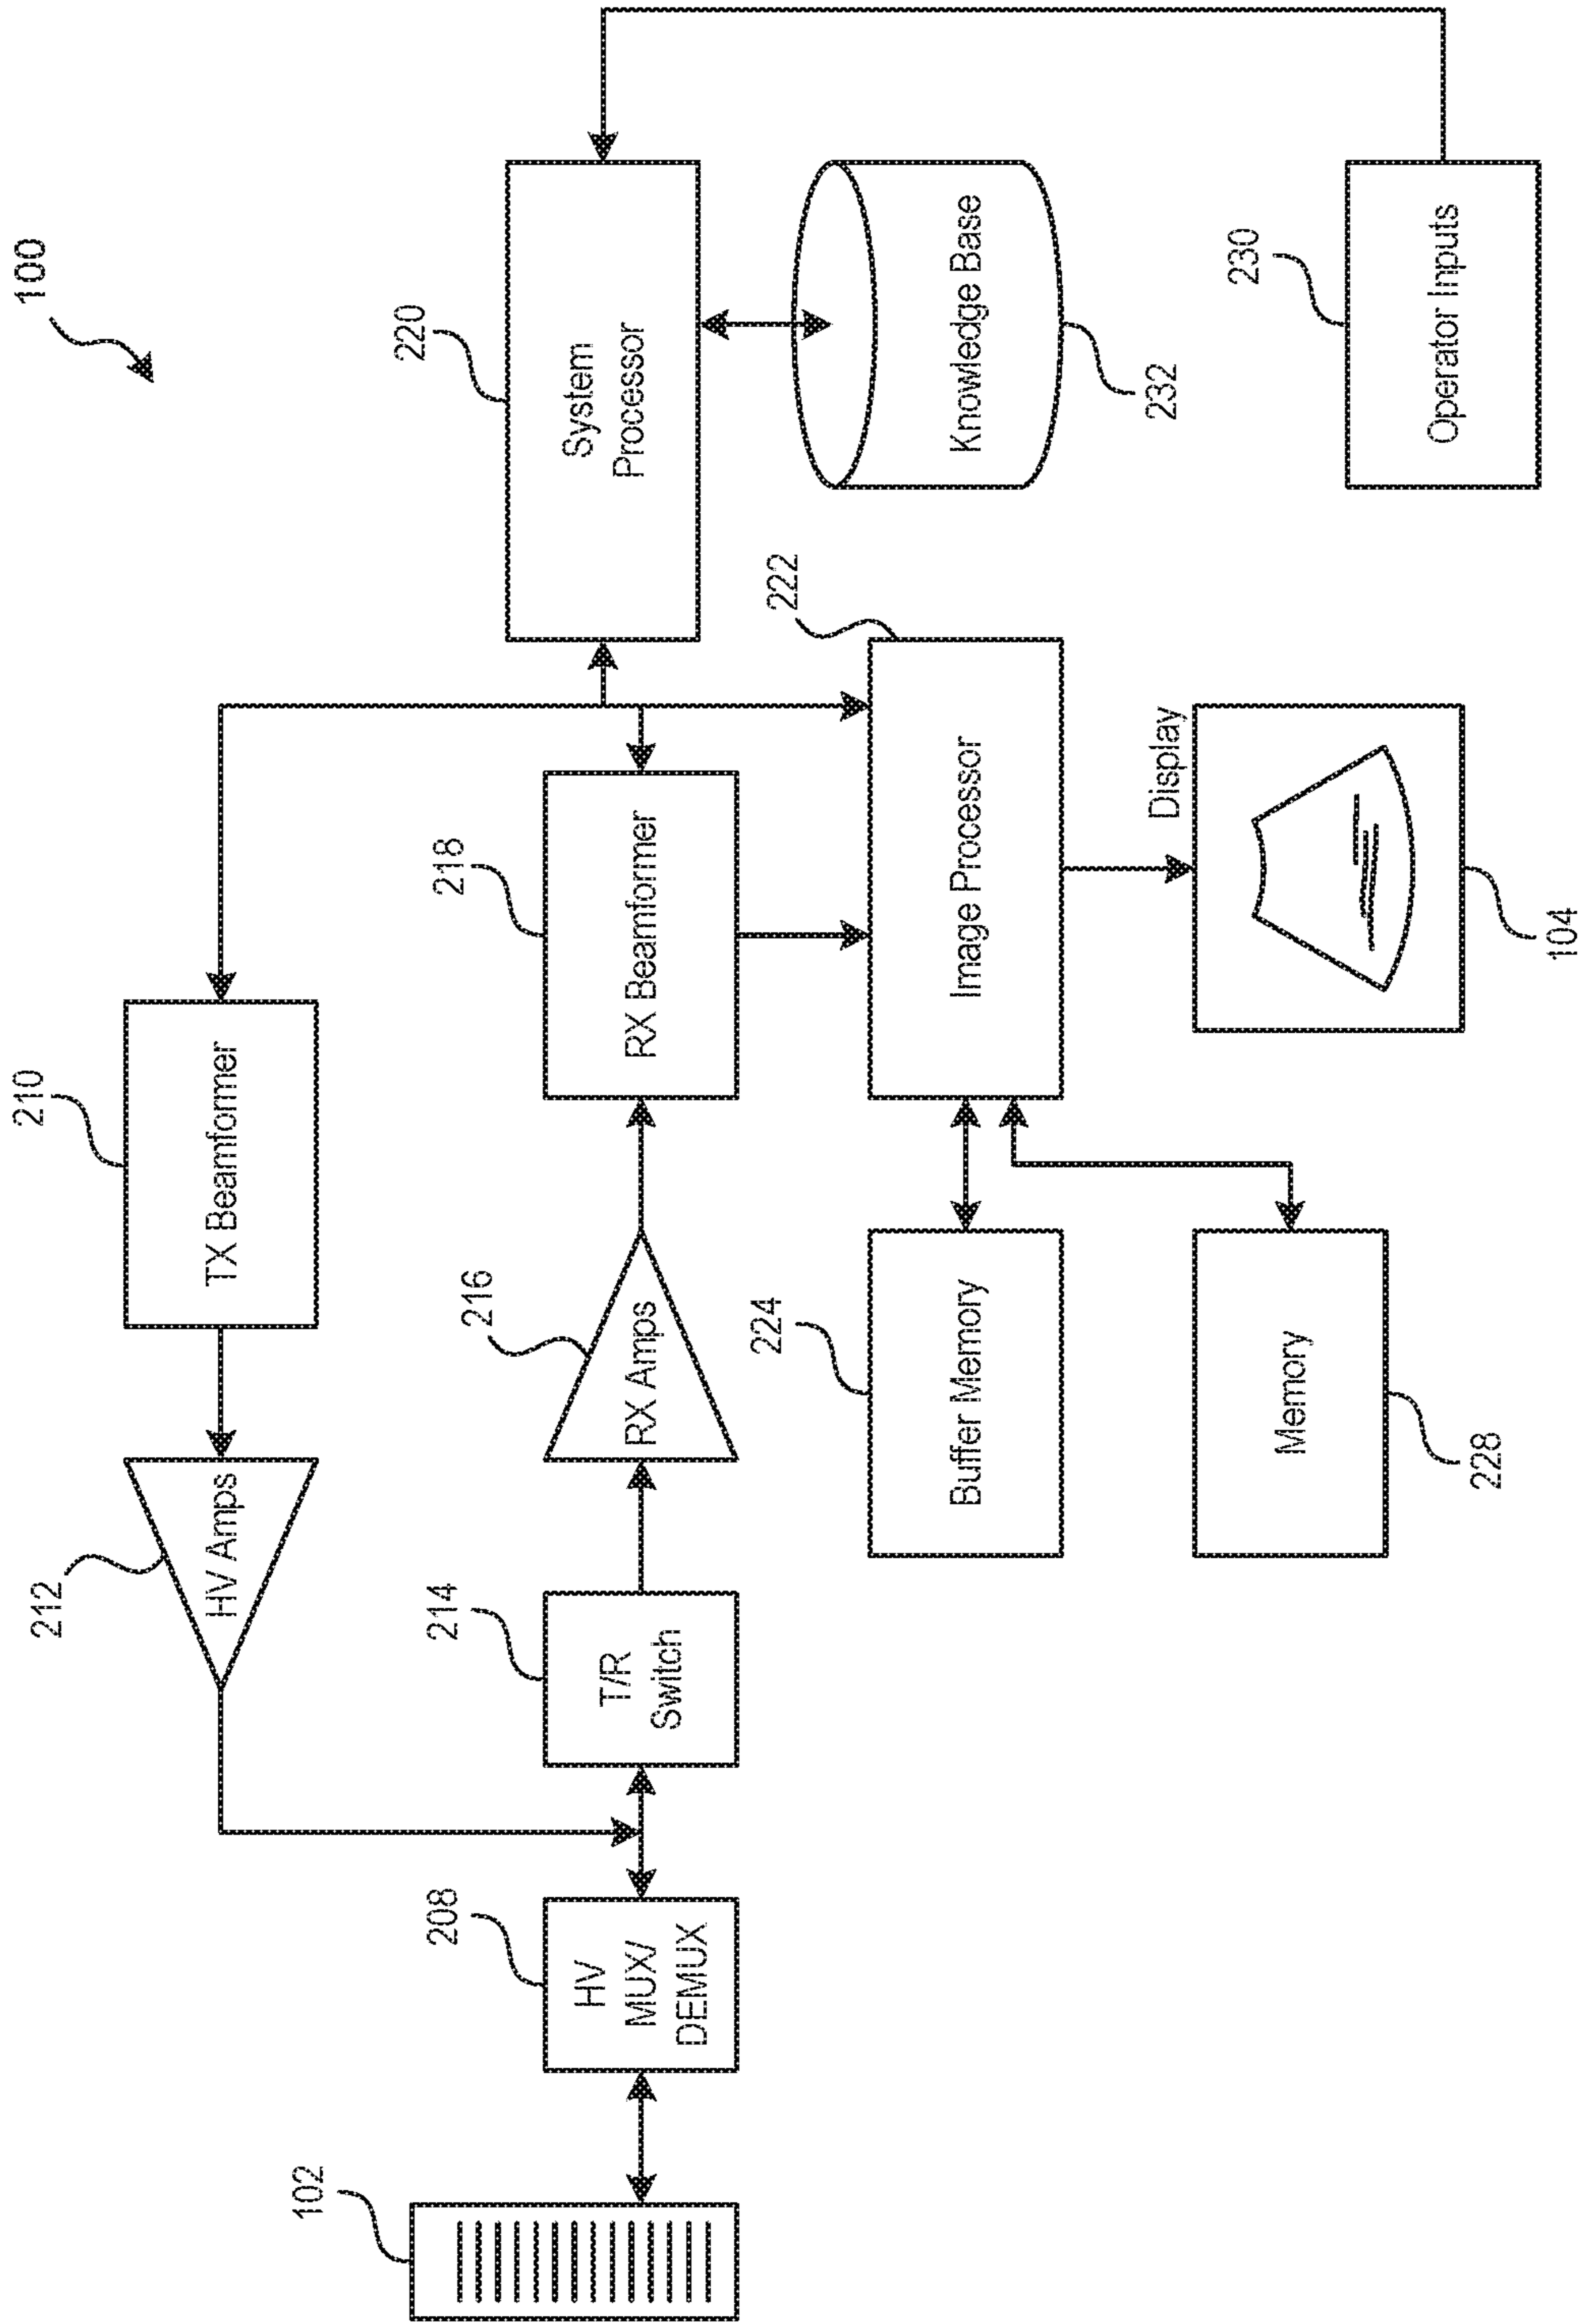 100
210
TX Beamformer
212
HV Amps
220
System
Processor
102
208
HV
MUX/
DEMUX
214
T/R
Switch
216
RX Amps
218
RX Beamformer
222
Image Processor
Knowledge Base
232
224
Buffer Memory
Display
104
Memory
228
230
Operator Inputs